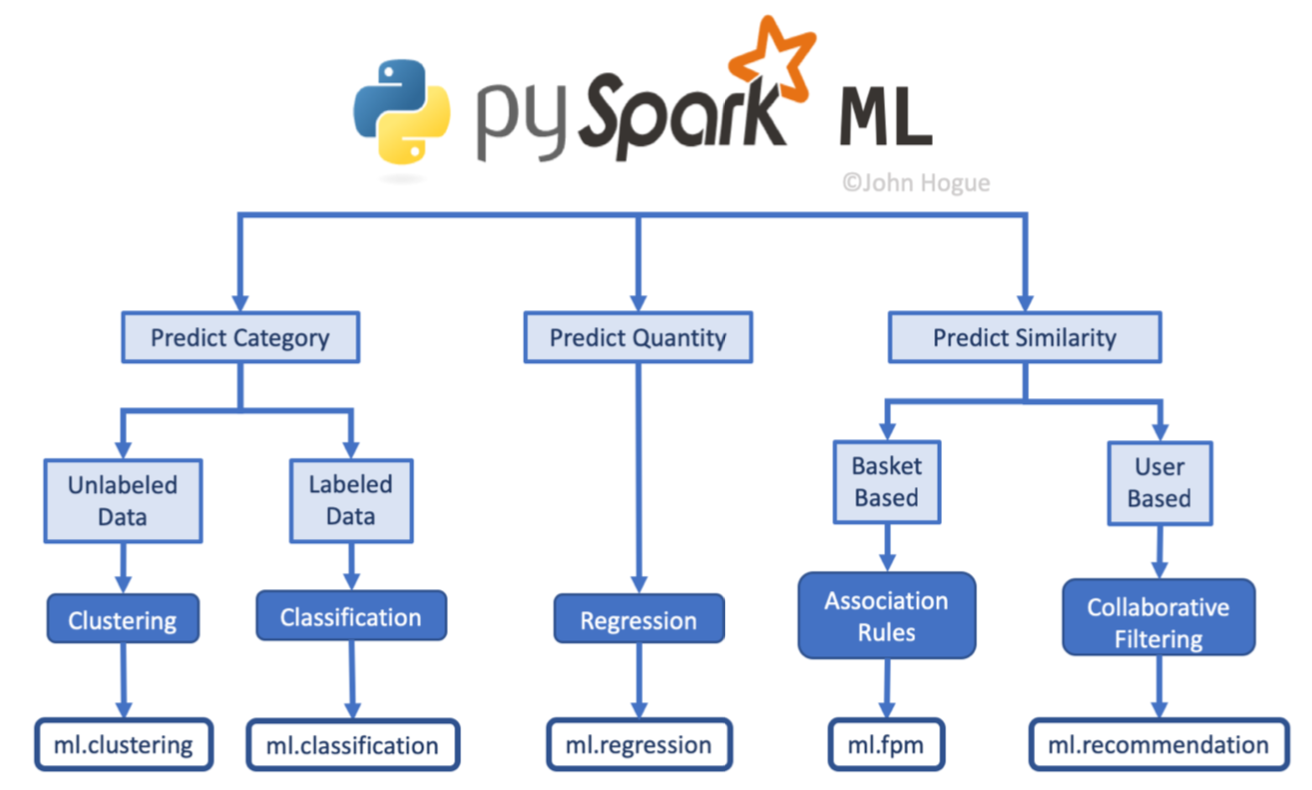 pySpark ML
©John Hogue
Predict Category
Predict Quantity
Predict Similarity
Unlabeled
Data
Labeled
Data
Basket
Based
User
Based
Clustering
Classification
Regression
Association
Rules
Collaborative
Filtering
ml.clustering
ml.classification
ml.regression
ml.fpm
ml.recommendation